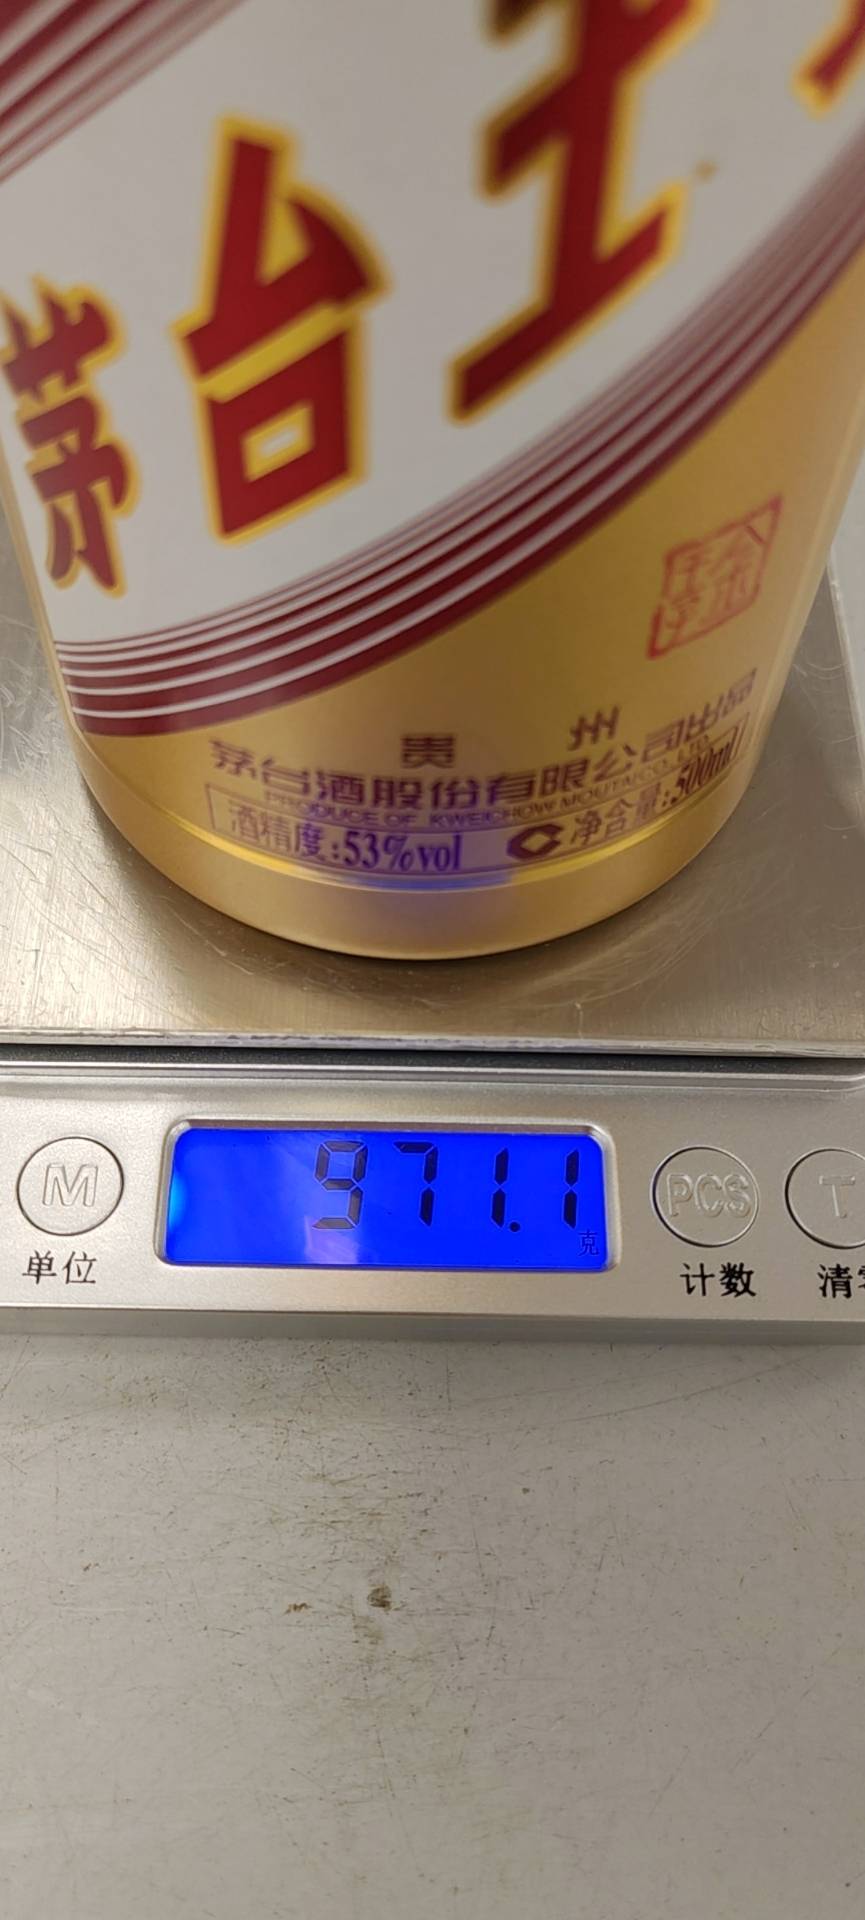 茅台王
贵州
茅台酒股份有限公司出品
PRODUCE OF KWEICHOW MOUTAI CO., LTD
酒精度:53%vol 净含量:500ml
971.1
克
M PCS T
单位 计数 清